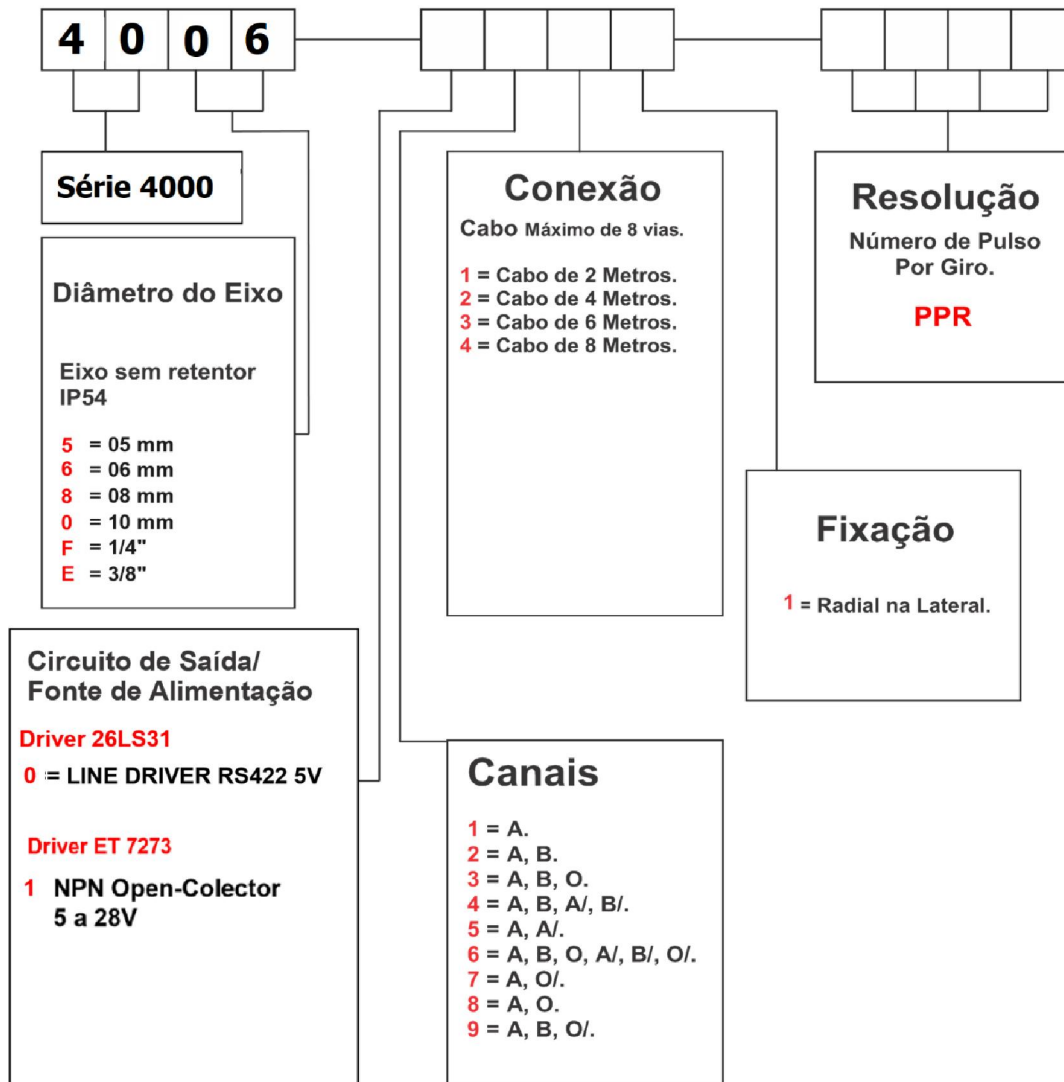 4 0 0 6
Série 4000
Diâmetro do Eixo
Eixo sem retentor
IP54
5 = 05 mm
6 = 06 mm
8 = 08 mm
0 = 10 mm
F = 1/4"
E = 3/8"
Circuito de Saída/
Fonte de Alimentação
Driver 26LS31
0 = LINE DRIVER RS422 5V
Driver ET 7273
1 NPN Open-Colector
5 a 28V
Conexão
Cabo Máximo de 8 vias.
1 = Cabo de 2 Metros.
2 = Cabo de 4 Metros.
3 = Cabo de 6 Metros.
4 = Cabo de 8 Metros.
Canais
1 = A.
2 = A, B.
3 = A, B, O.
4 = A, B, A/, B/.
5 = A, A/.
6 = A, B, O, A/, B/, O/.
7 = A, O/.
8 = A, O.
9 = A, B, O/.
Resolução
Número de Pulso
Por Giro.
PPR
Fixação
1 = Radial na Lateral.